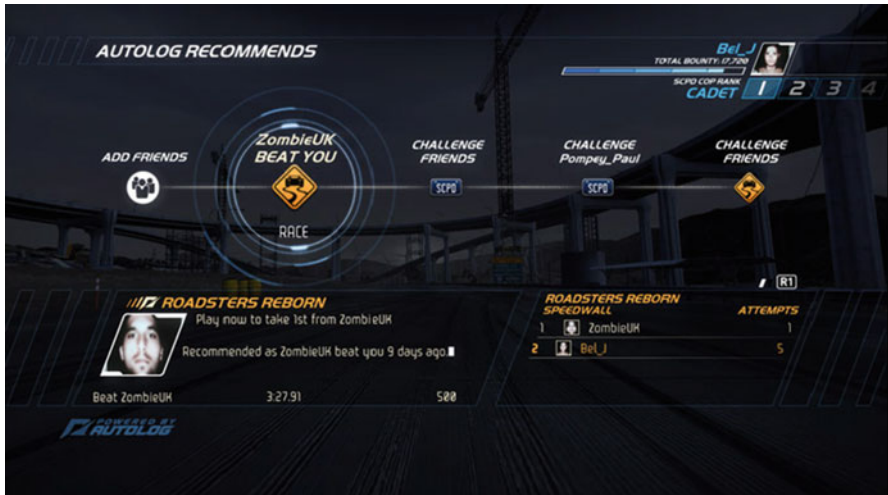 AUTOLOG RECOMMENDS
Bel_J
TOTAL BOUNTY: 17,720
SCPD COP RANK
CADET 1 2 3 4
ADD FRIENDS
ZombieUK
BEAT YOU
RACE
CHALLENGE
FRIENDS
SCPD
CHALLENGE
Pompey_Paul
SCPD
CHALLENGE
FRIENDS
R1
ROADSTERS REBORN
Play now to take 1st from ZombieUK
Recommended as ZombieUK beat you 9 days ago.
Beat ZombieUK 3:27.91 500
ROADSTERS REBORN
SPEEDWALL ATTEMPTS
1 ZombieUK 1
2 Bel_J 5
POWERED BY
AUTOLOG